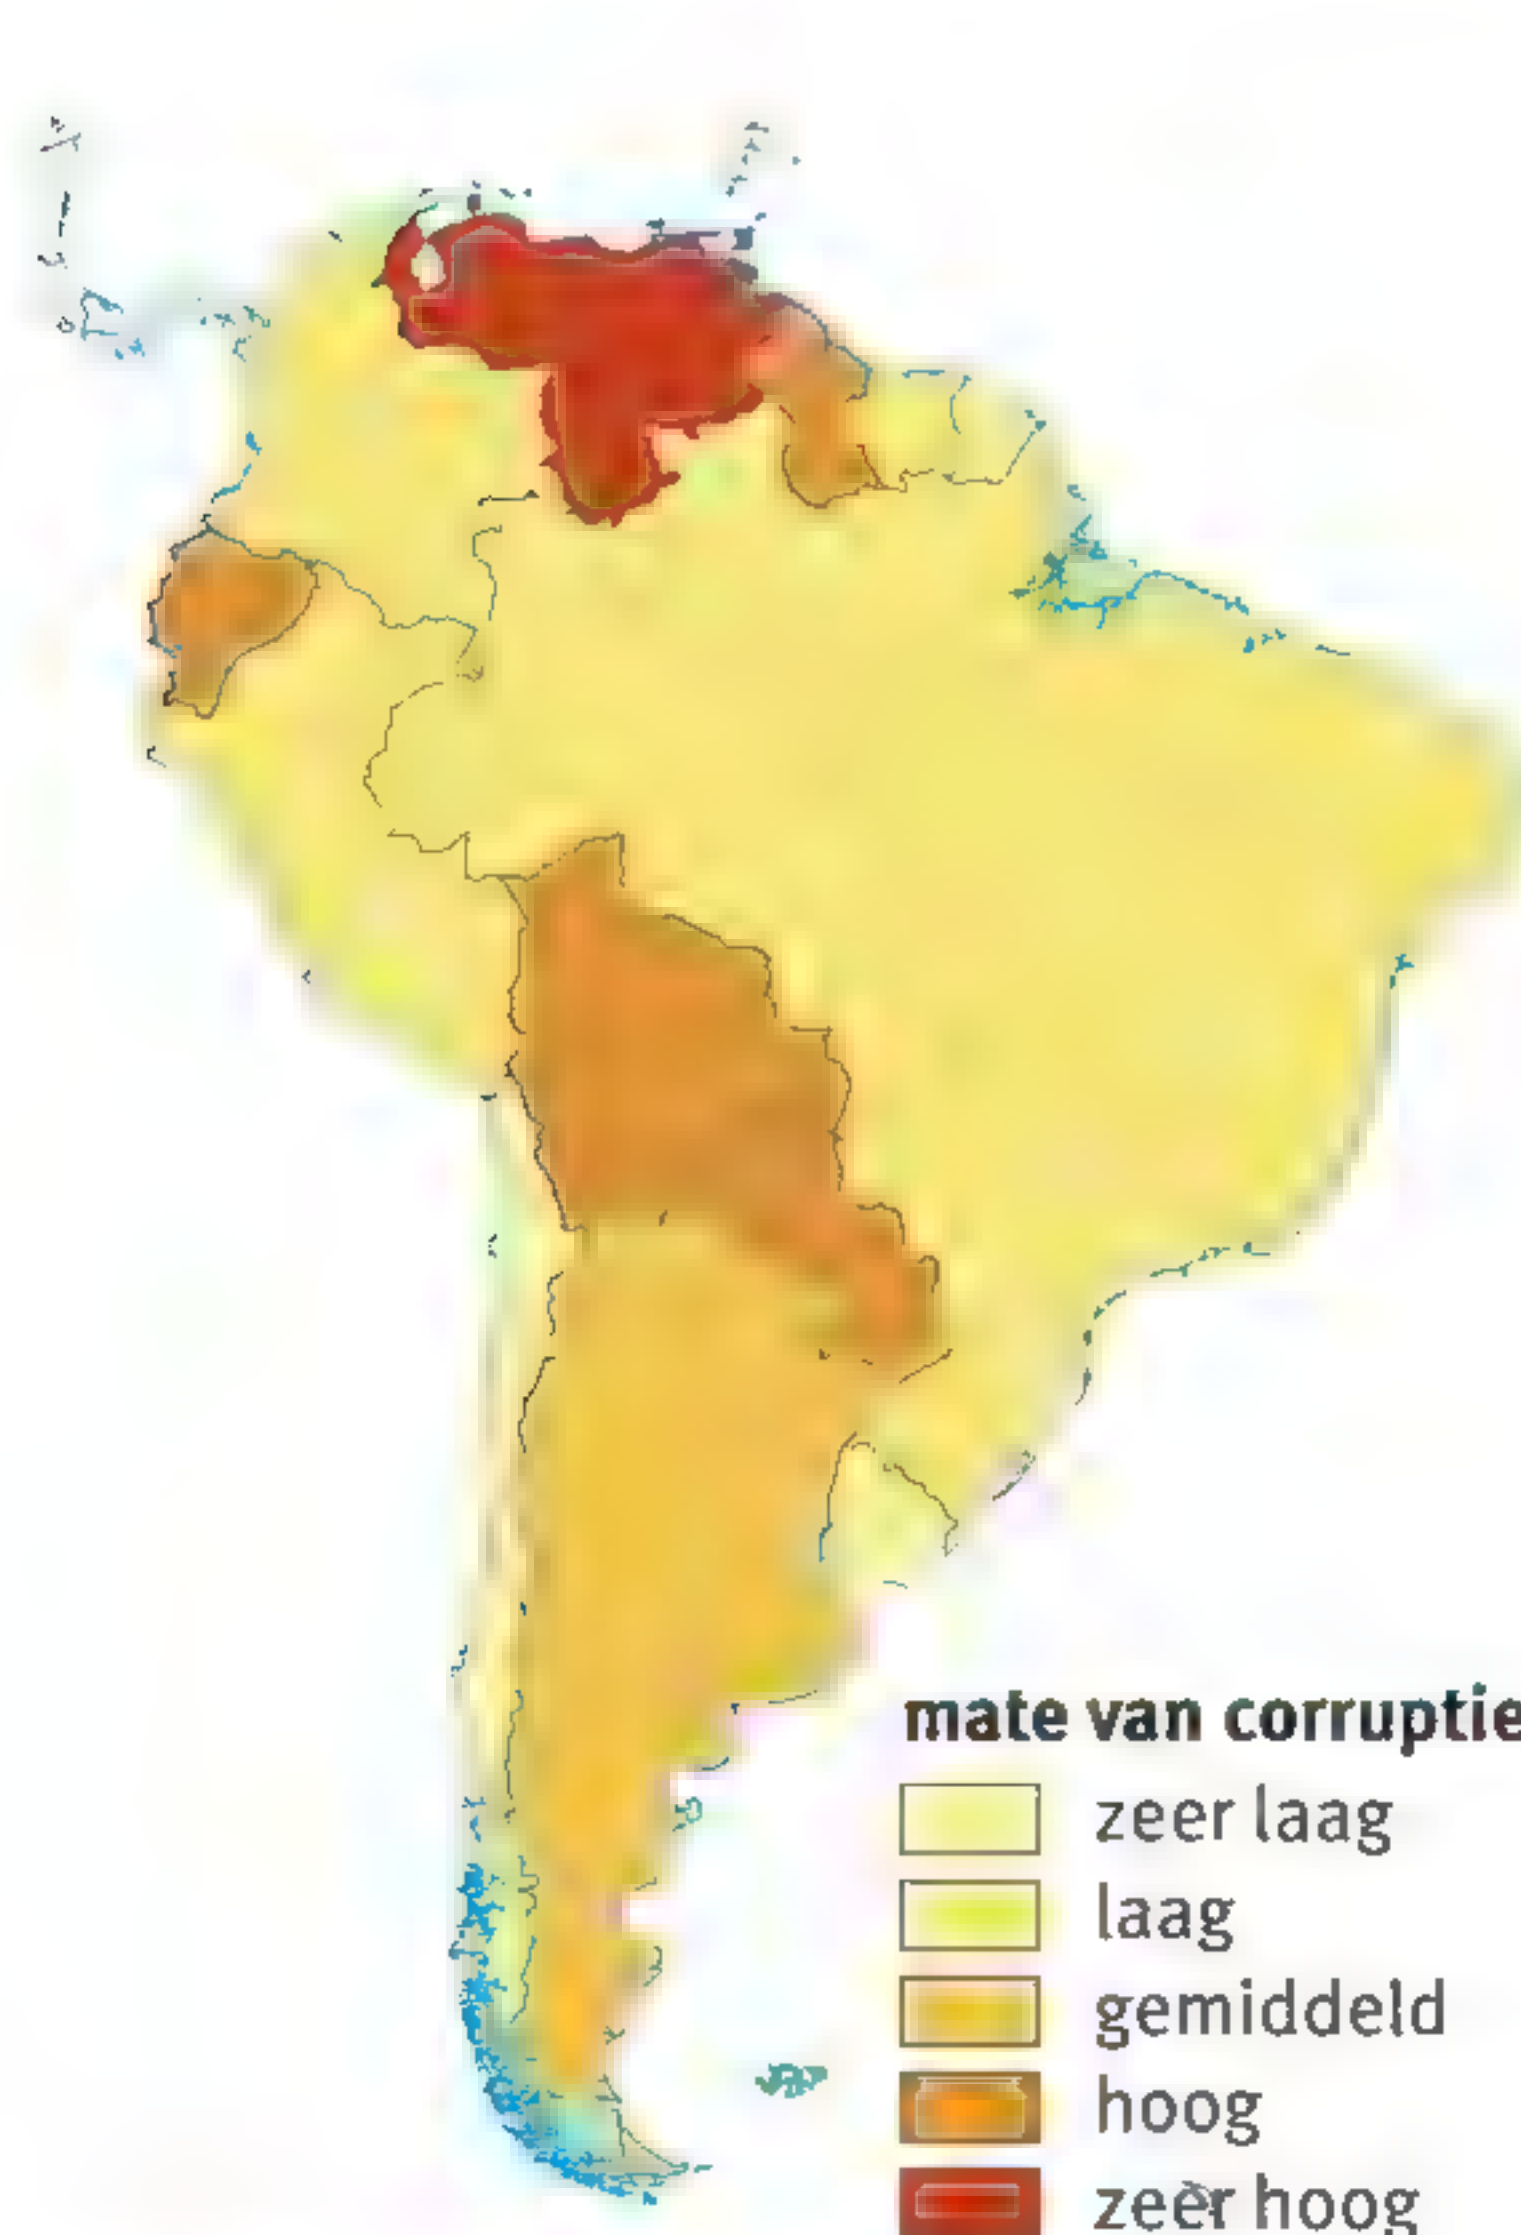 mate van corruptie
zeer laag
laag
gemiddeld
hoog
zeer hoog